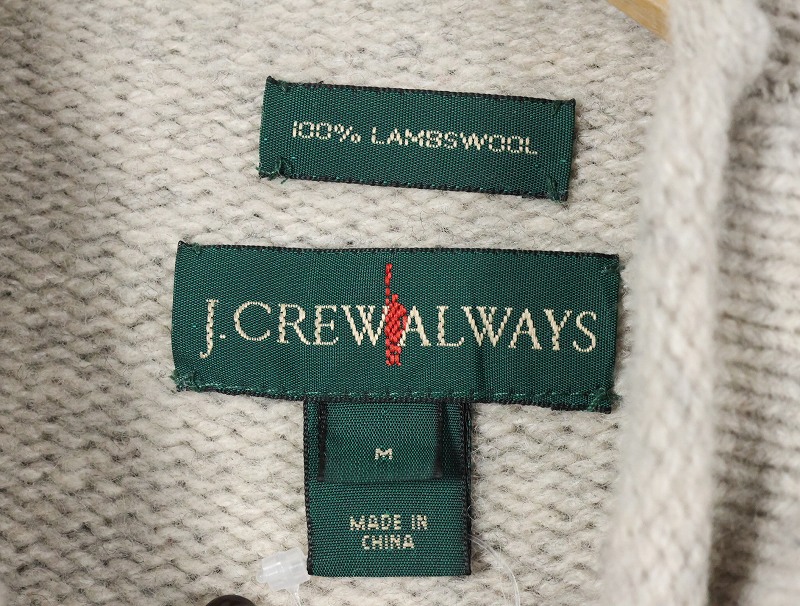 100% LAMBSWOOL
J.CREW ALWAYS
M
MADE IN
CHINA